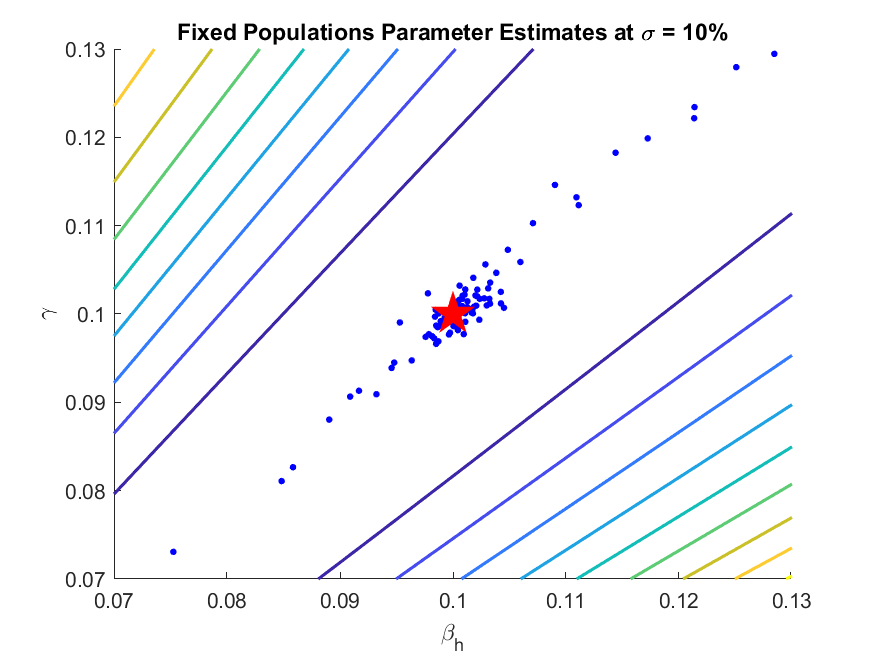 Fixed Populations Parameter Estimates at σ = 10%
0.13
0.12
0.11
0.1
0.09
0.08
0.07
γ
0.07 0.08 0.09 0.1 0.11 0.12 0.13
βh